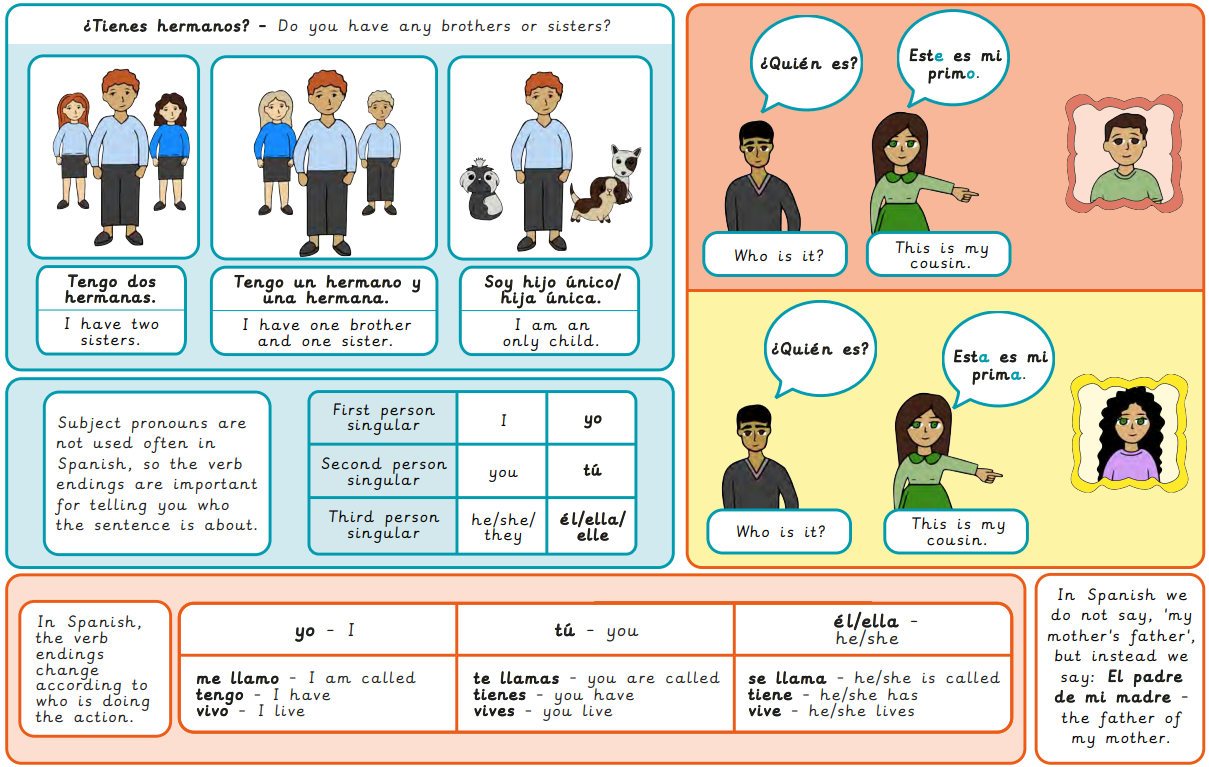 ¿Tienes hermanos? - Do you have any brothers or sisters?
Tengo dos
hermanas.
I have two
sisters.
Tengo un hermano y
una hermana.
I have one brother
and one sister.
Soy hijo único/
hija única.
I am an
only child.
Subject pronouns are
not used often in
Spanish, so the verb
endings are important
for telling you who
the sentence is about.
First person
singular
I
yo
Second person
singular
you
tú
Third person
singular
he/she/
they
él/ella/
elle
¿Quién es?
Este es mi
primo.
Who is it?
This is my
cousin.
¿Quién es?
Esta es mi
prima.
Who is it?
This is my
cousin.
In Spanish,
the verb
endings
change
according to
who is doing
the action.
yo - I
tú - you
él/ella -
he/she
me llamo - I am called
tengo - I have
vivo - I live
te llamas - you are called
tienes - you have
vives - you live
se llama - he/she is called
tiene - he/she has
vive - he/she lives
In Spanish we
do not say, 'my
mother's father',
but instead we
say: El padre
de mi madre -
the father of
my mother.